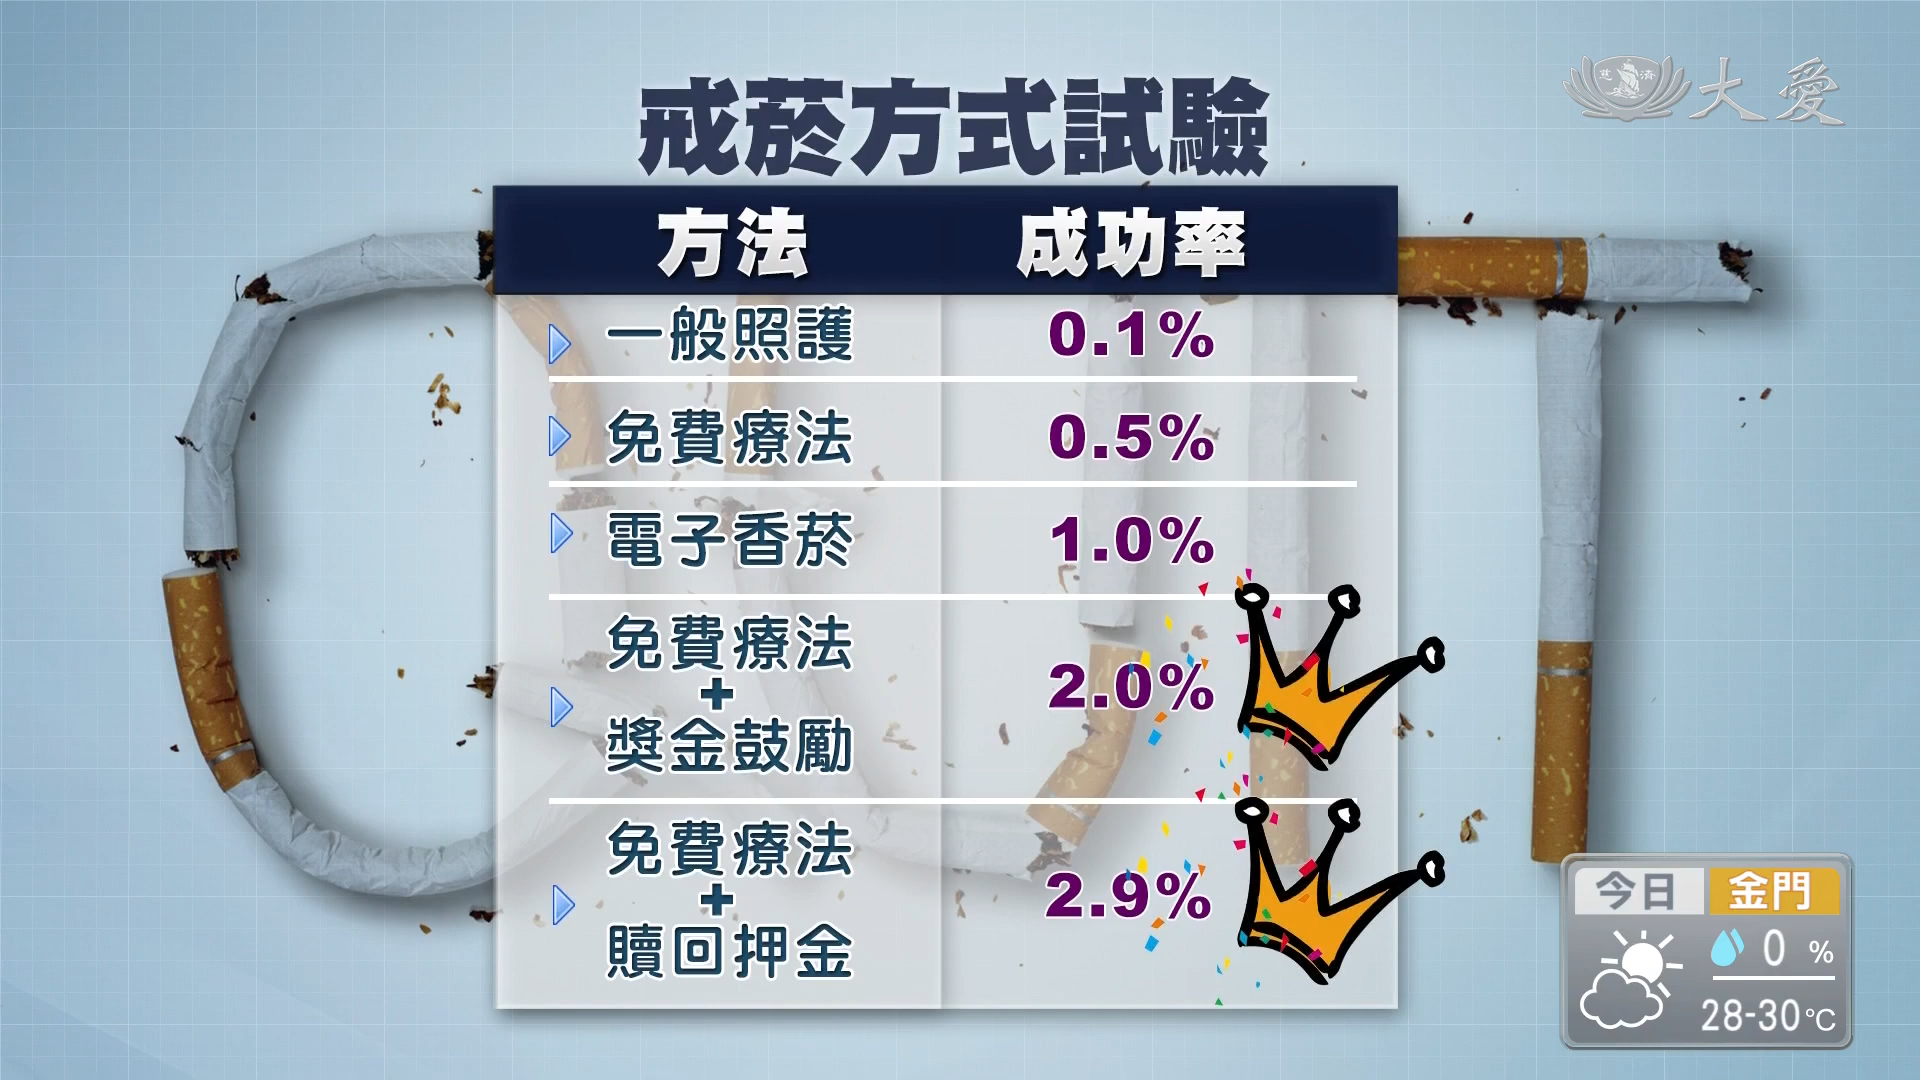 慈濟 大愛
戒菸方式試驗
方法 成功率
一般照護 0.1%
免費療法 0.5%
電子香菸 1.0%
免費療法
+
獎金鼓勵
2.0%
免費療法
+
贖回押金
2.9%
今日 金門
0 %
28-30°C